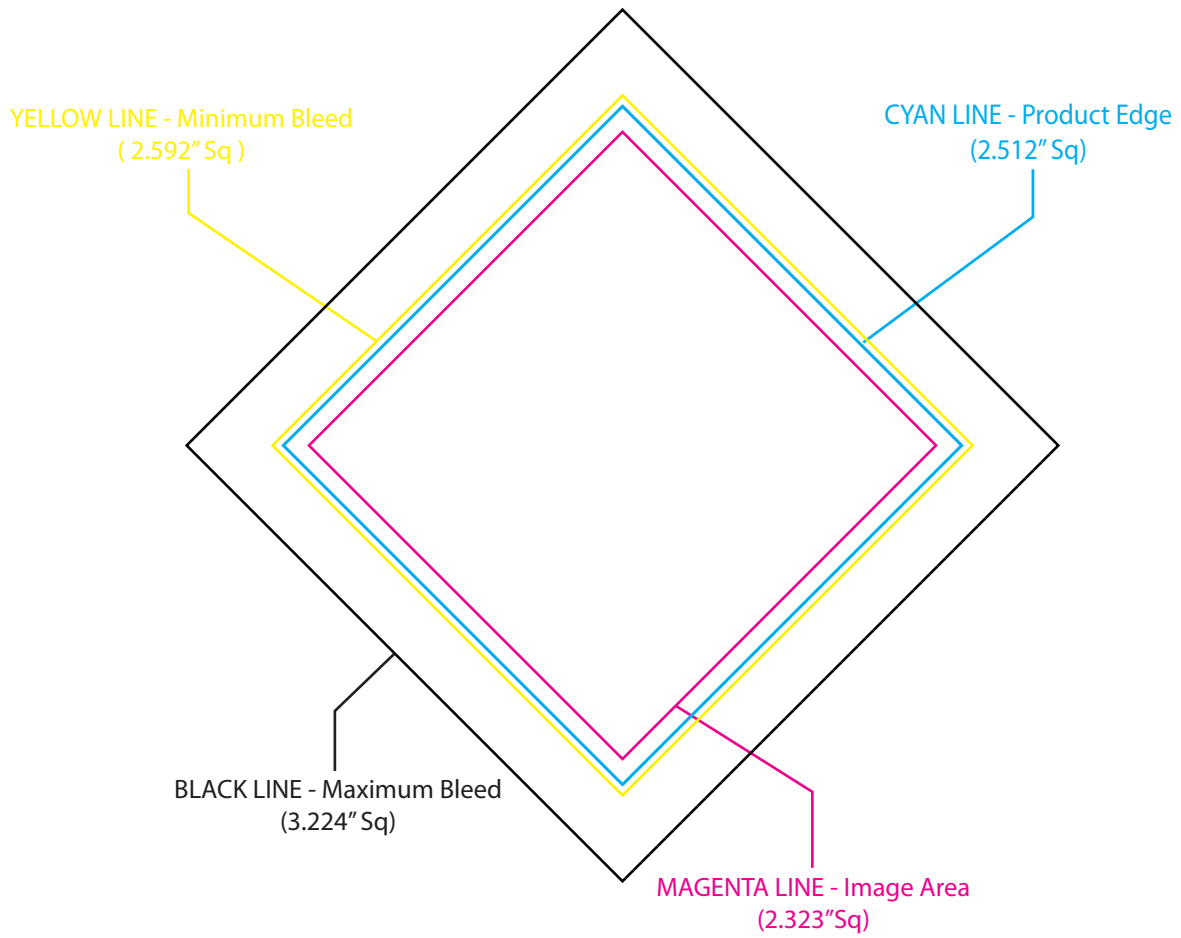 YELLOW LINE - Minimum Bleed
( 2.592” Sq )
CYAN LINE - Product Edge
(2.512” Sq)
BLACK LINE - Maximum Bleed
(3.224” Sq)
MAGENTA LINE - Image Area
(2.323”Sq)